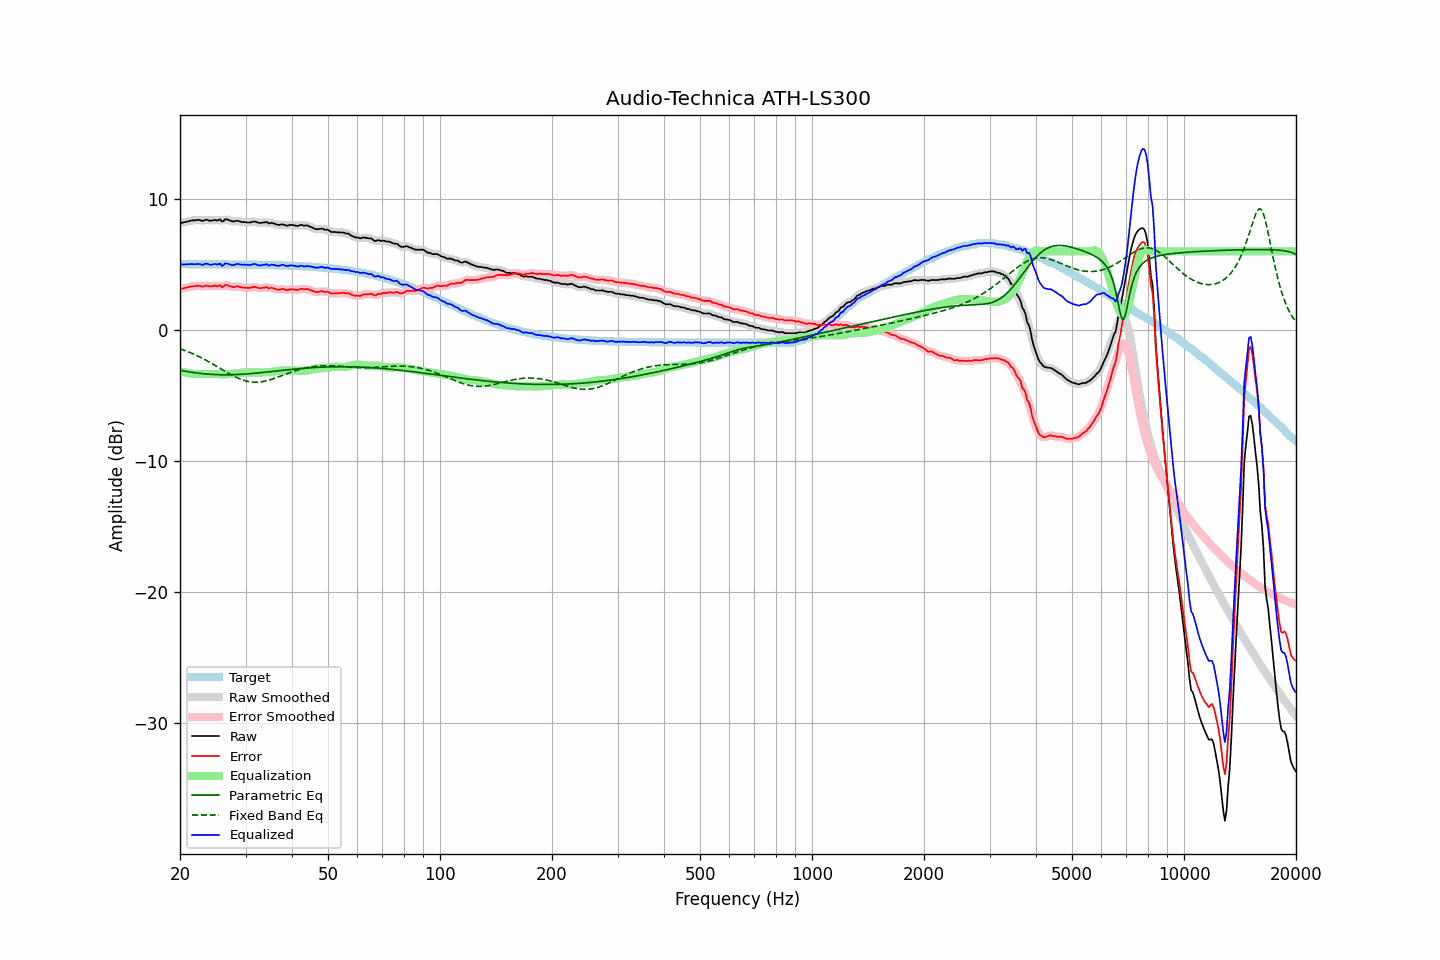 Audio-Technica ATH-LS300
Amplitude (dBr)
10
0
−10
−20
−30
Target
Raw Smoothed
Error Smoothed
Raw
Error
Equalization
Parametric Eq
Fixed Band Eq
Equalized
20
50
100
200
500
1000
2000
5000
10000
20000
Frequency (Hz)